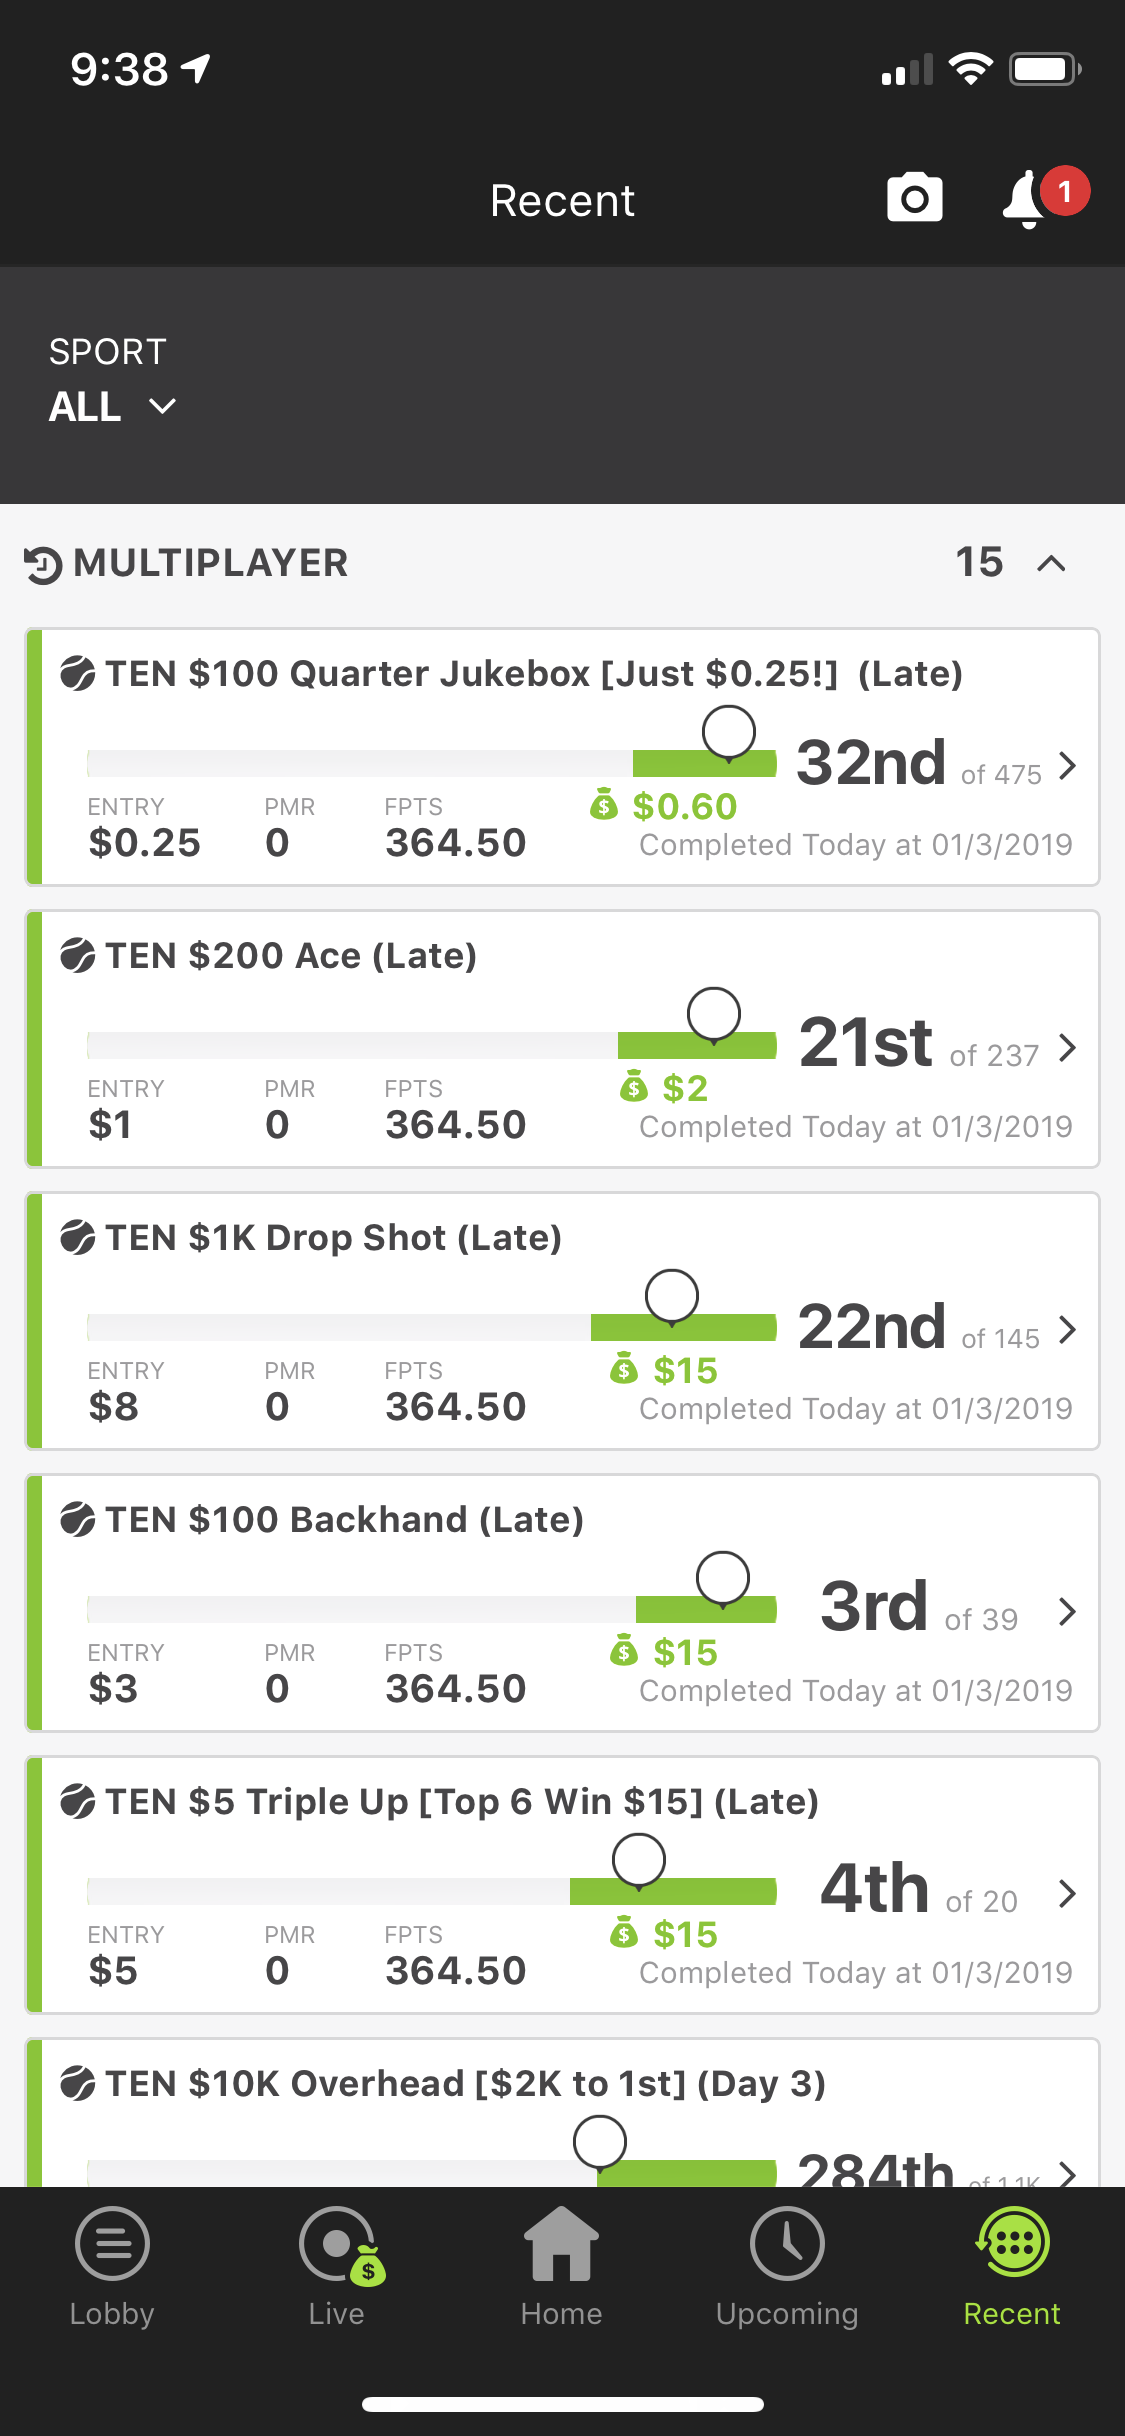 9:38
Recent
1
SPORT
ALL
MULTIPLAYER 15
TEN $100 Quarter Jukebox [Just $0.25!] (Late)
32nd of 475
ENTRY PMR FPTS $0.60
$0.25 0 364.50 Completed Today at 01/3/2019
TEN $200 Ace (Late)
21st of 237
ENTRY PMR FPTS $2
$1 0 364.50 Completed Today at 01/3/2019
TEN $1K Drop Shot (Late)
22nd of 145
ENTRY PMR FPTS $15
$8 0 364.50 Completed Today at 01/3/2019
TEN $100 Backhand (Late)
3rd of 39
ENTRY PMR FPTS $15
$3 0 364.50 Completed Today at 01/3/2019
TEN $5 Triple Up [Top 6 Win $15] (Late)
4th of 20
ENTRY PMR FPTS $15
$5 0 364.50 Completed Today at 01/3/2019
TEN $10K Overhead [$2K to 1st] (Day 3)
284th of 1.1K
Lobby Live Home Upcoming Recent